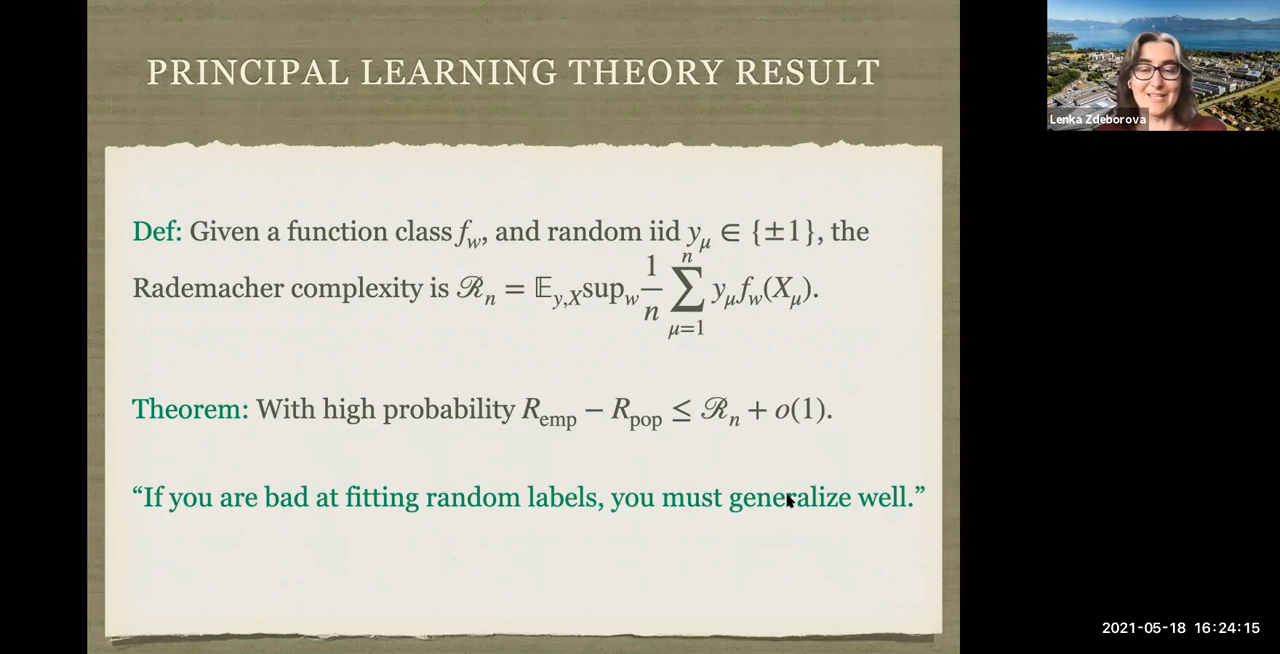 PRINCIPAL LEARNING THEORY RESULT
Lenka Zdeborova
Def: Given a function class f_w, and random iid y_μ ∈ {±1}, the
Rademacher complexity is ℛ_n = 𝔼_{y,X} sup_w \frac{1}{n} \sum_{μ=1}^{n} y_μ f_w(X_μ).
Theorem: With high probability R_emp − R_pop ≤ ℛ_n + o(1).
“If you are bad at fitting random labels, you must generalize well.”
2021-05-18 16:24:15